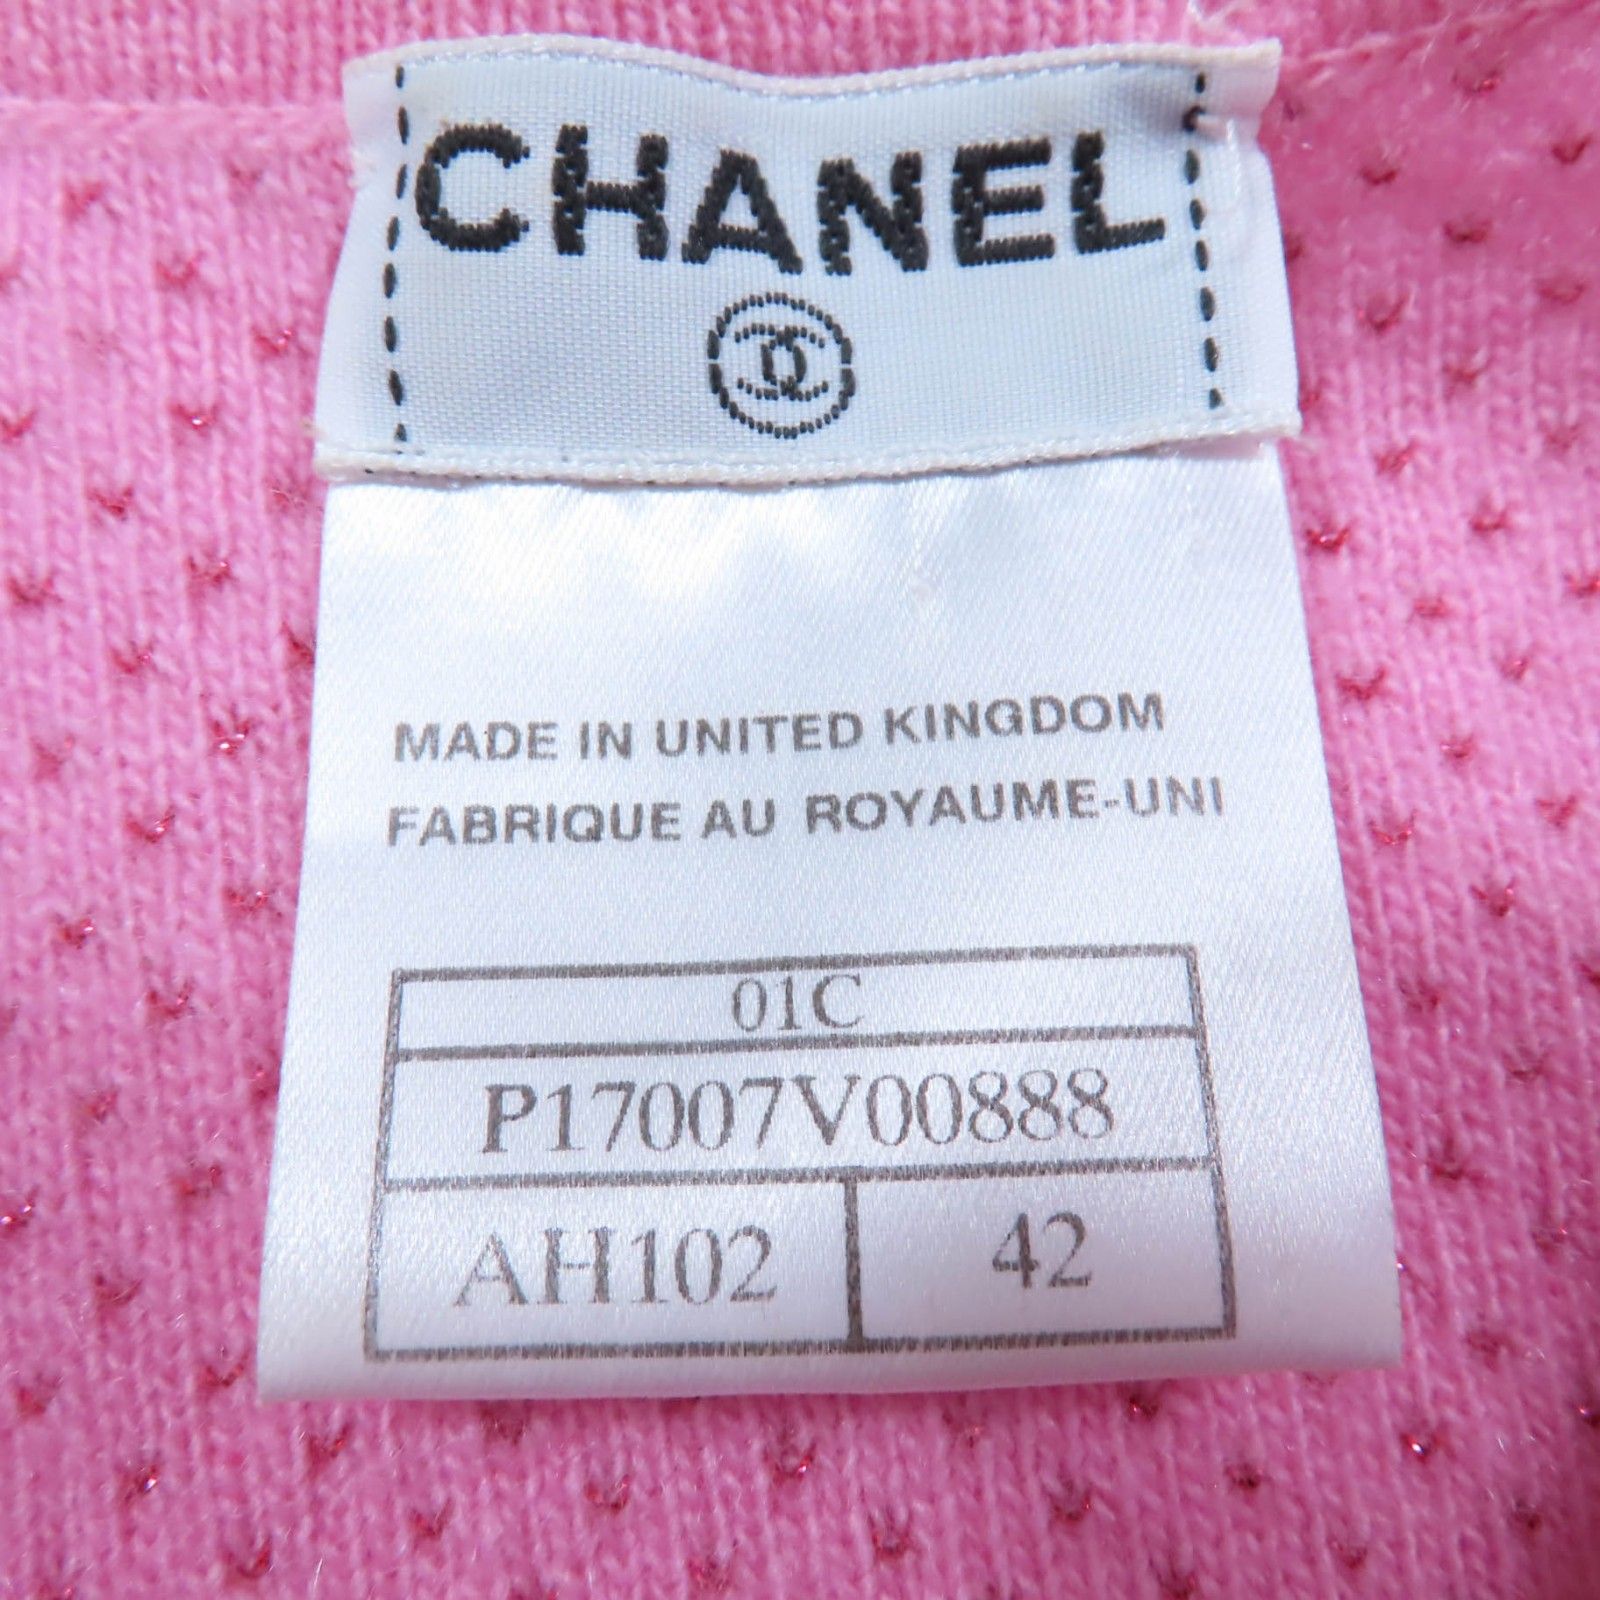 CHANEL
MADE IN UNITED KINGDOM
FABRIQUE AU ROYAUME-UNI
01C
P17007V00888
AH102 42